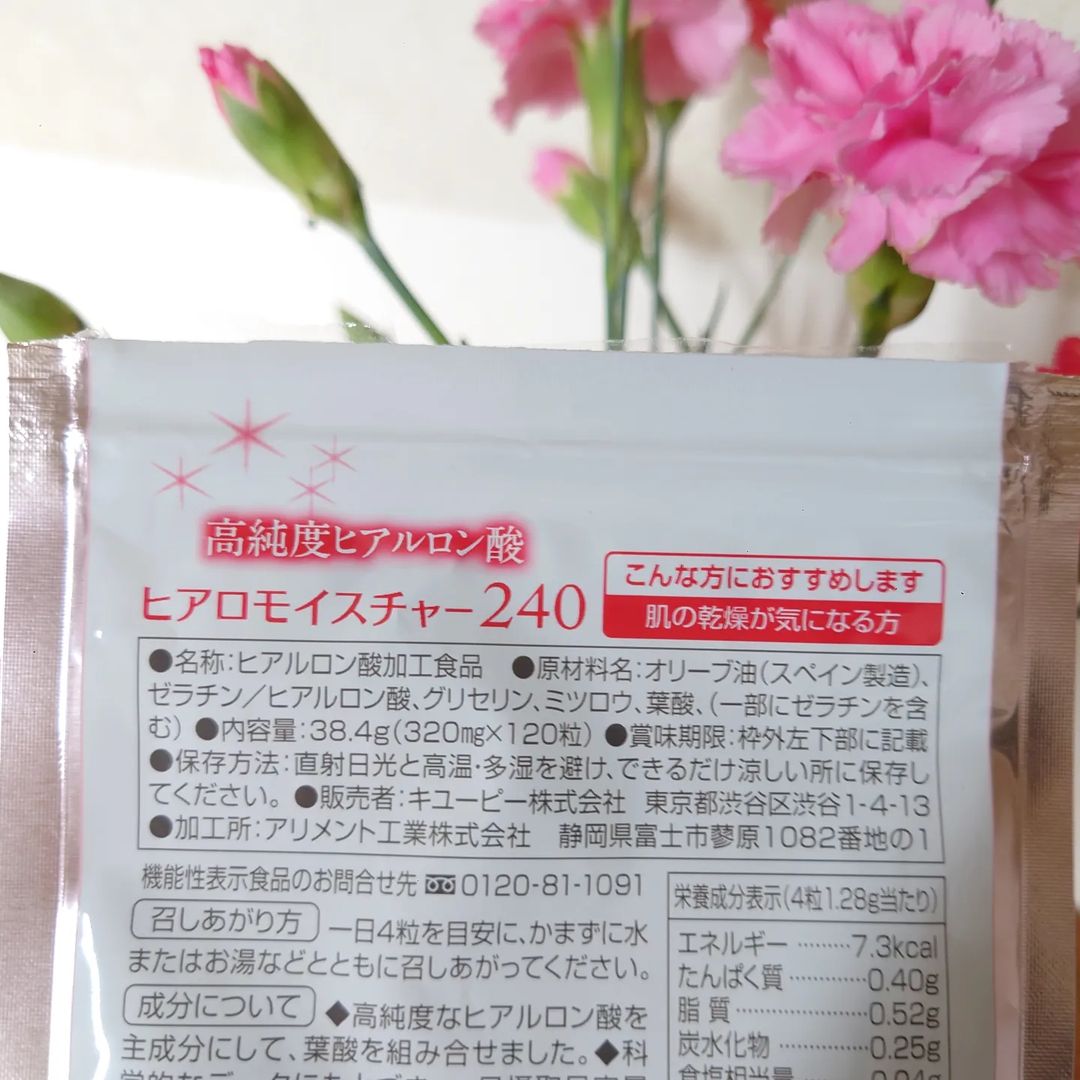 高純度ヒアルロン酸
ヒアロモイスチャー240
こんな方におすすめします
肌の乾燥が気になる方
●名称:ヒアルロン酸加工食品 ●原材料名:オリーブ油(スペイン製造)、
ゼラチン/ヒアルロン酸、グリセリン、ミツロウ、葉酸、(一部にゼラチンを含
む) ●内容量:38.4g(320mg×120粒) ●賞味期限:枠外左下部に記載
●保存方法:直射日光と高温・多湿を避け、できるだけ涼しい所に保存し
てください。 ●販売者:キユーピー株式会社 東京都渋谷区渋谷1-4-13
●加工所:アリメント工業株式会社 静岡県富士市蓼原1082番地の1
機能性表示食品のお問合せ先 0120-81-1091
召しあがり方 一日4粒を目安に、かまずに水
またはお湯などとともに召しあがってください。
成分について ◆高純度なヒアルロン酸を
主成分にして、葉酸を組み合せました。◆科
栄養成分表示(4粒1.28g当たり)
エネルギー ………7.3kcal
たんぱく質 ………0.40g
脂質 ………………0.52g
炭水化物 …………0.25g
食塩相当量